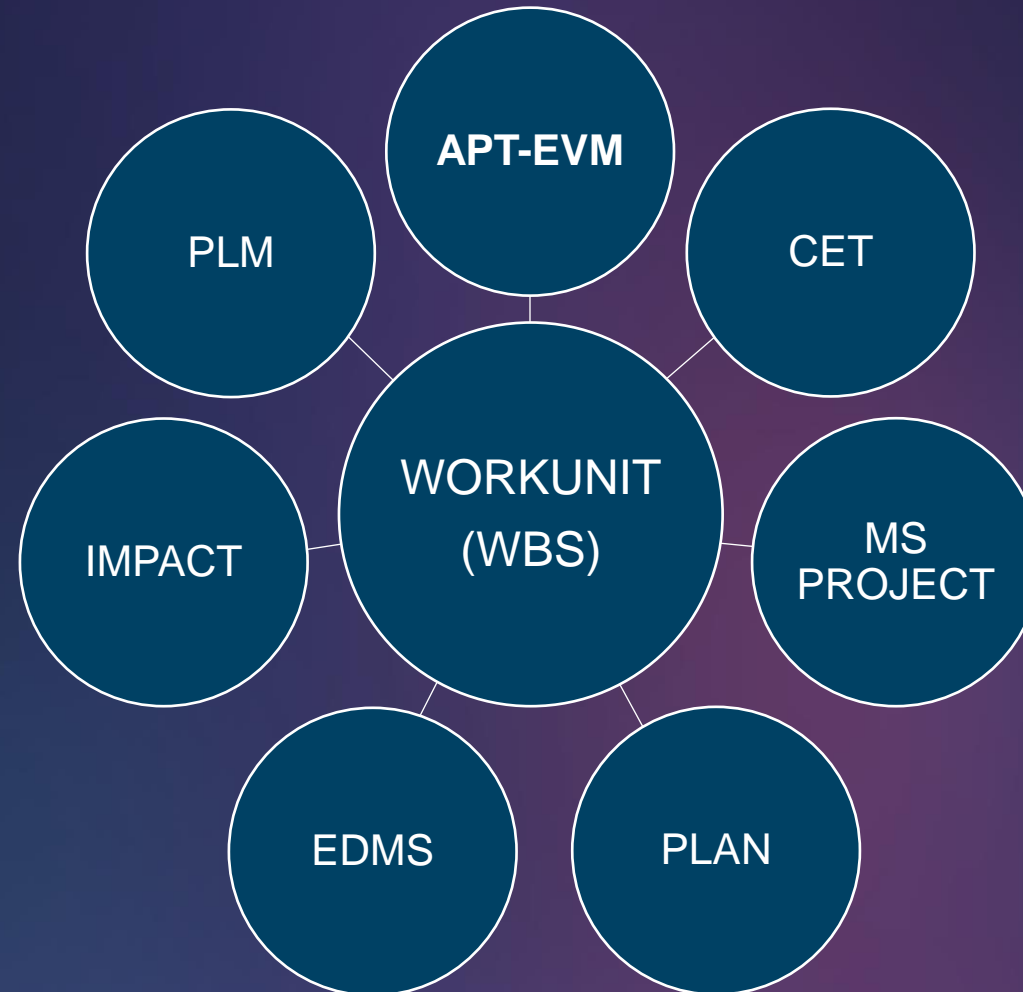 APT-EVM
PLM
CET
WORKUNIT
(WBS)
IMPACT
MS
PROJECT
EDMS
PLAN